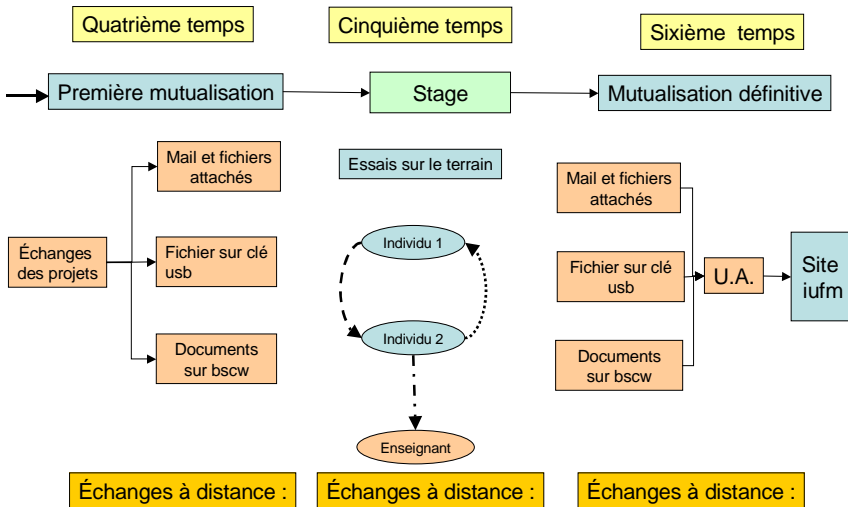 Quatrième temps
Cinquième temps
Sixième temps
Première mutualisation
Stage
Mutualisation définitive
Mail et fichiers
attachés
Échanges
des projets
Fichier sur clé
usb
Documents
sur bscw
Essais sur le terrain
Individu 1
Individu 2
Enseignant
Mail et fichiers
attachés
Fichier sur clé
usb
Documents
sur bscw
U.A.
Site
iufm
Échanges à distance :
Échanges à distance :
Échanges à distance :